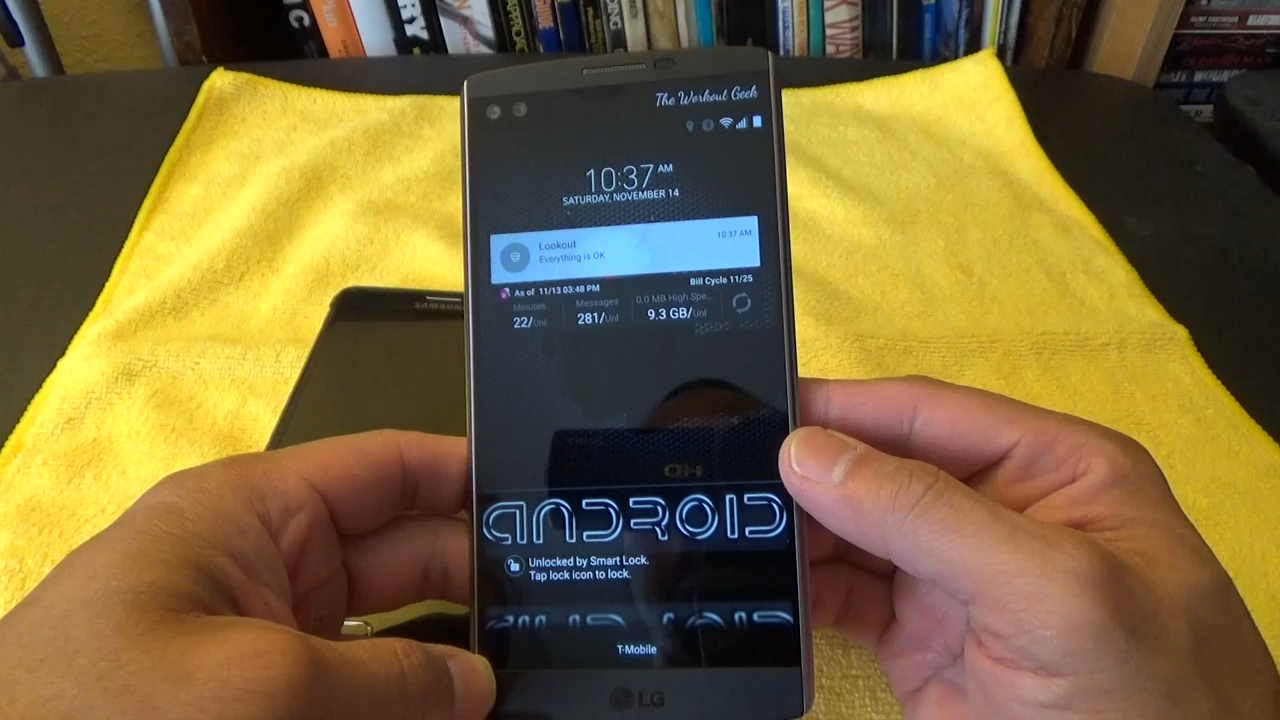 The Workout Geek
10:37 AM
SATURDAY, NOVEMBER 14
Lookout
10:37 AM
Everything is OK
As of 11/13 03:48 PM
Bill Cycle 11/25
Minutes
Messages
0.0 MB High Spe...
22/Unl
281/Unl
9.3 GB/Unl
SAMSUNG
ANDROID
Unlocked by Smart Lock.
Tap lock icon to lock.
T-Mobile
LG